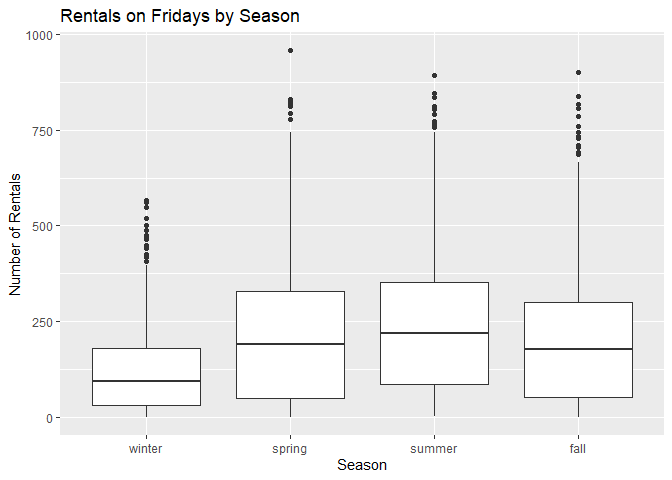 Rentals on Fridays by Season
1000
750
500
250
0
Number of Rentals
winter spring summer fall
Season